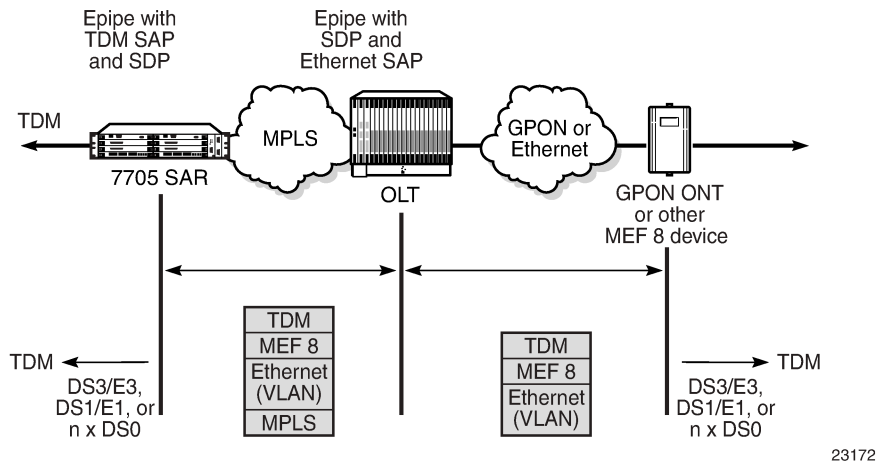 Epipe with
TDM SAP
and SDP
Epipe with
SDP and
Ethernet SAP
TDM
MPLS
GPON or
Ethernet
7705 SAR
OLT
GPON ONT
or other
MEF 8 device
TDM
MEF 8
Ethernet
(VLAN)
MPLS
TDM
MEF 8
Ethernet
(VLAN)
TDM
DS3/E3,
DS1/E1, or
n x DS0
TDM
DS3/E3,
DS1/E1, or
n x DS0
23172